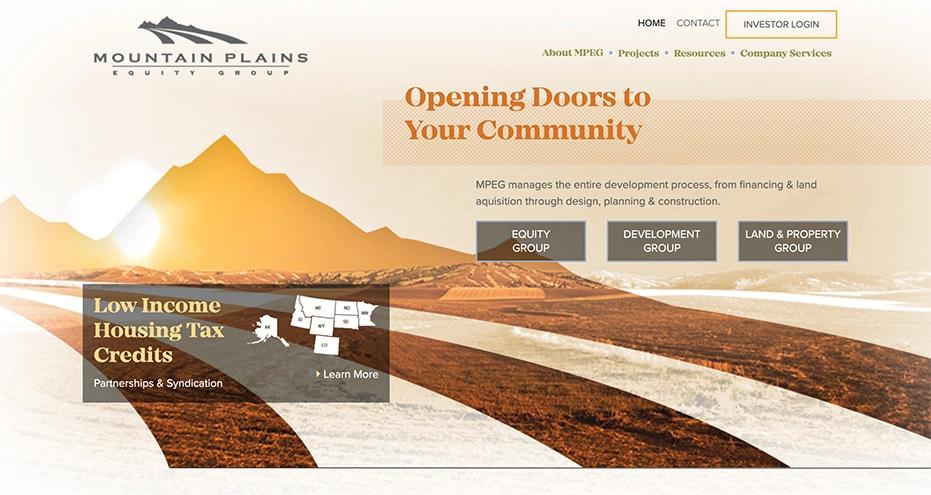 HOME
CONTACT
INVESTOR LOGIN
MOUNTAIN PLAINS
EQUITY GROUP
About MPEG • Projects • Resources • Company Services
Opening Doors to
Your Community
MPEG manages the entire development process, from financing & land
aquisition through design, planning & construction.
EQUITY
GROUP
DEVELOPMENT
GROUP
LAND & PROPERTY
GROUP
Low Income
Housing Tax
Credits
Partnerships & Syndication
AK
MT
ND
MN
ID
SD
WY
CO
Learn More